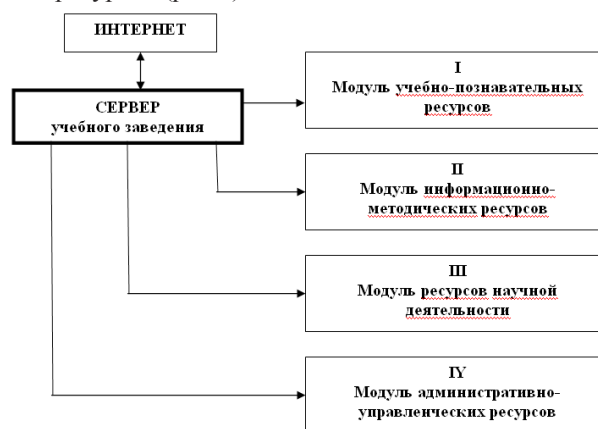 ИНТЕРНЕТ
СЕРВЕР
учебного заведения
I
Модуль учебно-познавательных
ресурсов
II
Модуль информационно-
методических ресурсов
III
Модуль ресурсов научной
деятельности
IY
Модуль административно-
управленческих ресурсов